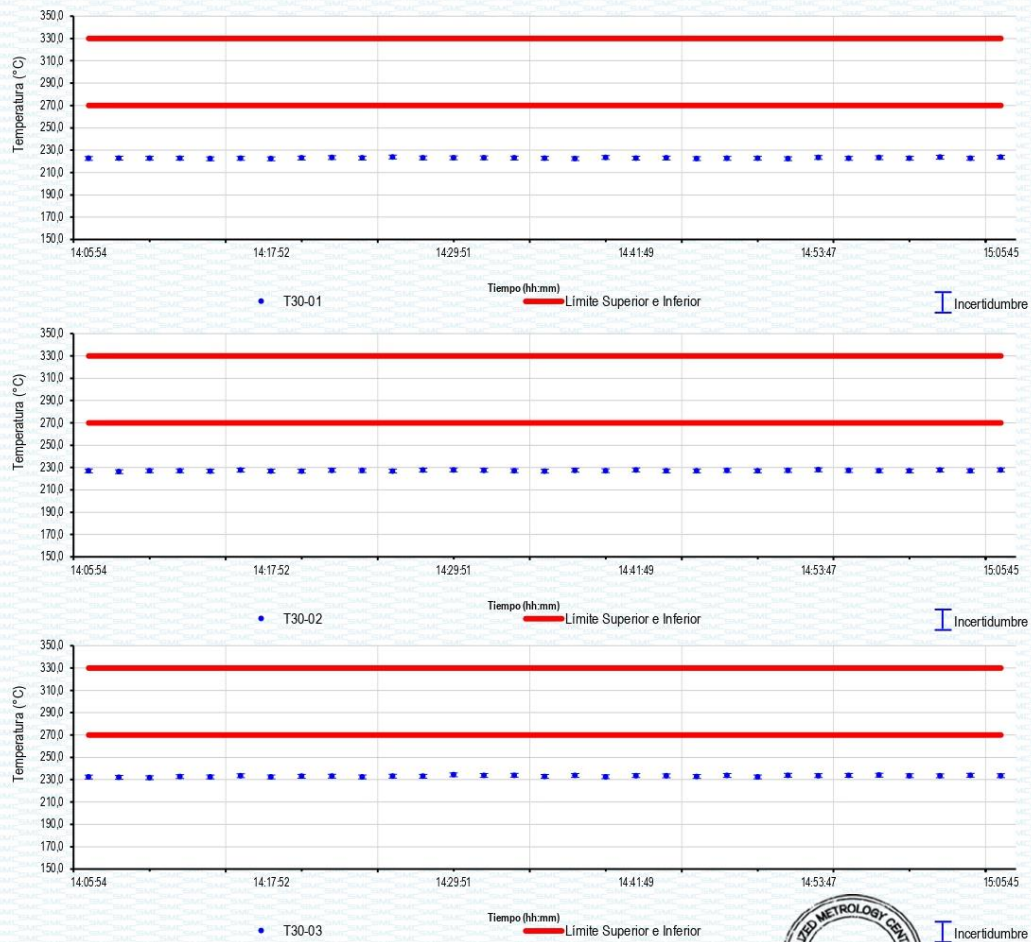 350,0
330,0
310,0
290,0
270,0
250,0
230,0
210,0
190,0
170,0
150,0
Temperatura (°C)
14:05:54 14:17:52 14:29:51 14:41:49 14:53:47 15:05:45
Tiempo (hh:mm)
T30-01 Límite Superior e Inferior Incertidumbre
350,0
330,0
310,0
290,0
270,0
250,0
230,0
210,0
190,0
170,0
150,0
Temperatura (°C)
14:05:54 14:17:52 14:29:51 14:41:49 14:53:47 15:05:45
Tiempo (hh:mm)
T30-02 Límite Superior e Inferior Incertidumbre
350,0
330,0
310,0
290,0
270,0
250,0
230,0
210,0
190,0
170,0
150,0
Temperatura (°C)
14:05:54 14:17:52 14:29:51 14:41:49 14:53:47 15:05:45
Tiempo (hh:mm)
T30-03 Límite Superior e Inferior Incertidumbre
METROLOGY